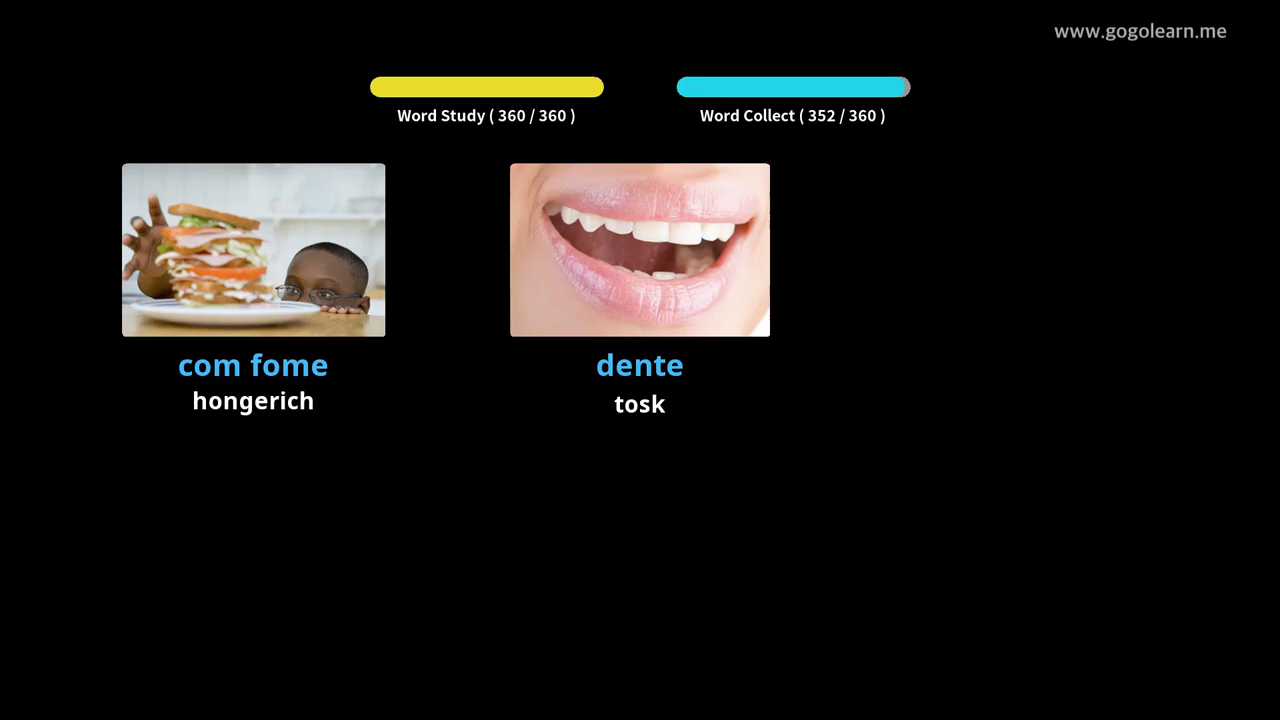 www.gogolearn.me
Word Study ( 360 / 360 )
Word Collect ( 352 / 360 )
com fome
hongerich
dente
tosk